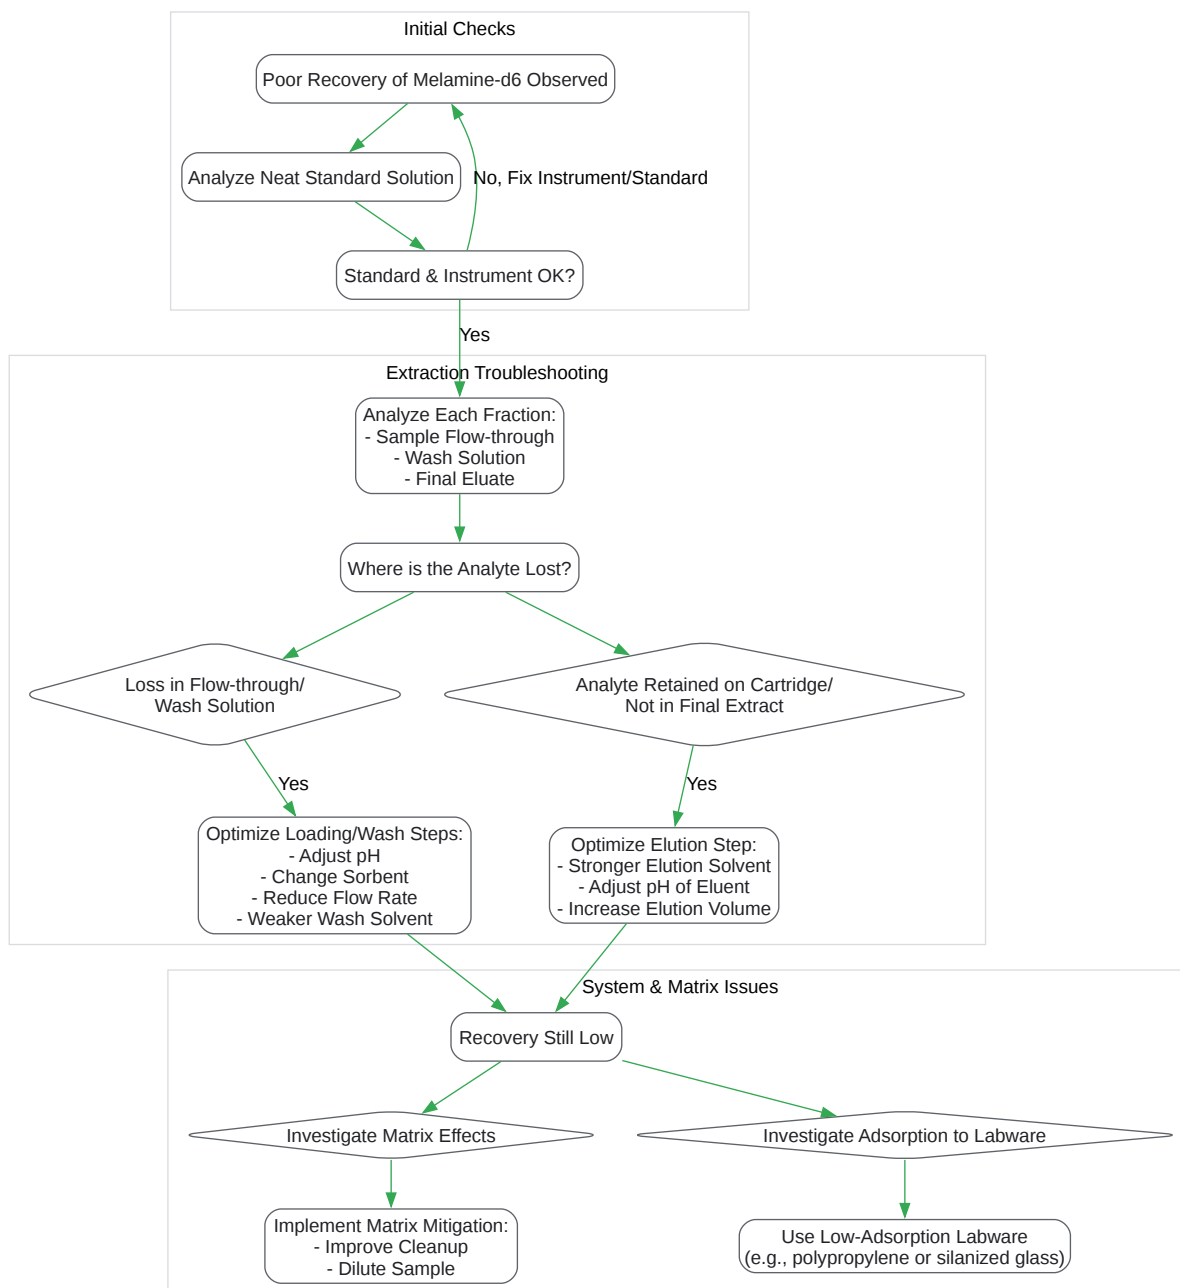 Initial Checks
Poor Recovery of Melamine-d6 Observed
Analyze Neat Standard Solution
No, Fix Instrument/Standard
Standard & Instrument OK?
Yes
Extraction Troubleshooting
Analyze Each Fraction:
- Sample Flow-through
- Wash Solution
- Final Eluate
Where is the Analyte Lost?
Loss in Flow-through/
Wash Solution
Analyte Retained on Cartridge/
Not in Final Extract
Yes
Yes
Optimize Loading/Wash Steps:
- Adjust pH
- Change Sorbent
- Reduce Flow Rate
- Weaker Wash Solvent
Optimize Elution Step:
- Stronger Elution Solvent
- Adjust pH of Eluent
- Increase Elution Volume
System & Matrix Issues
Recovery Still Low
Investigate Matrix Effects
Investigate Adsorption to Labware
Implement Matrix Mitigation:
- Improve Cleanup
- Dilute Sample
Use Low-Adsorption Labware
(e.g., polypropylene or silanized glass)